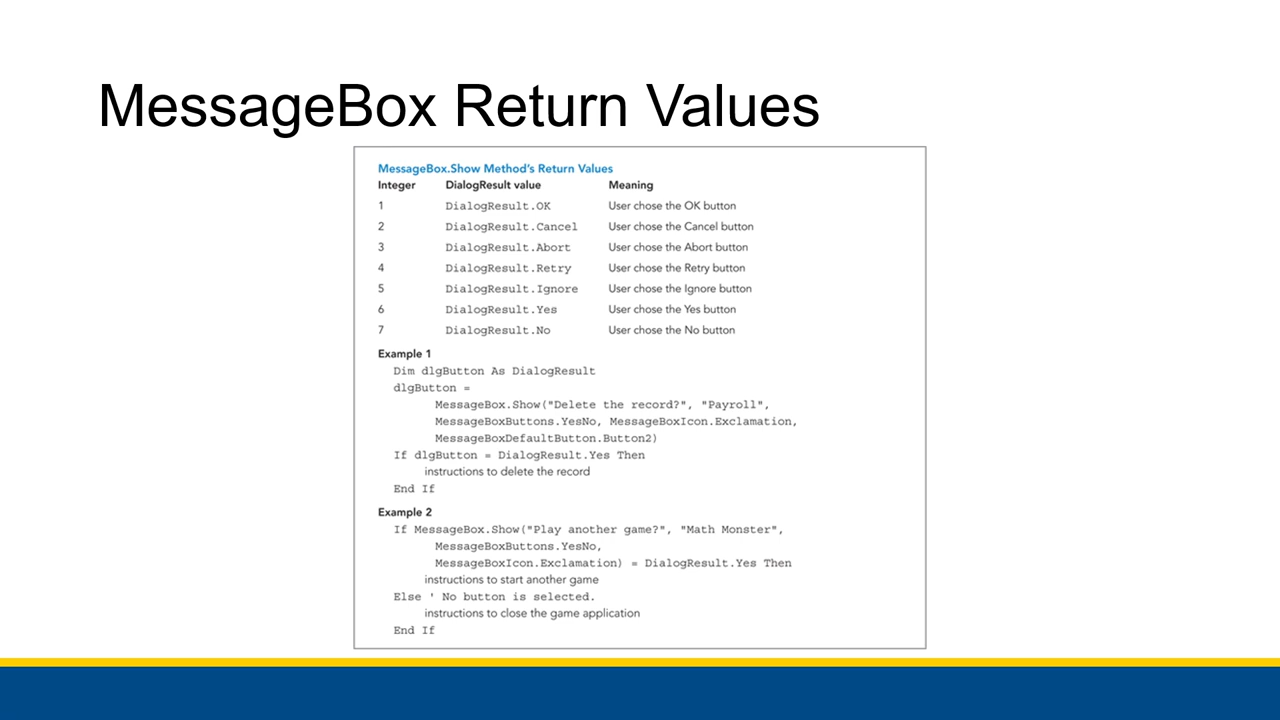 MessageBox Return Values
MessageBox.Show Method's Return Values
Integer DialogResult value Meaning
1 DialogResult.OK User chose the OK button
2 DialogResult.Cancel User chose the Cancel button
3 DialogResult.Abort User chose the Abort button
4 DialogResult.Retry User chose the Retry button
5 DialogResult.Ignore User chose the Ignore button
6 DialogResult.Yes User chose the Yes button
7 DialogResult.No User chose the No button
Example 1
Dim dlgButton As DialogResult
dlgButton =
MessageBox.Show("Delete the record?", "Payroll",
MessageBoxButtons.YesNo, MessageBoxIcon.Exclamation,
MessageBoxDefaultButton.Button2)
If dlgButton = DialogResult.Yes Then
instructions to delete the record
End If
Example 2
If MessageBox.Show("Play another game?", "Math Monster",
MessageBoxButtons.YesNo,
MessageBoxIcon.Exclamation) = DialogResult.Yes Then
instructions to start another game
Else ' No button is selected.
instructions to close the game application
End If